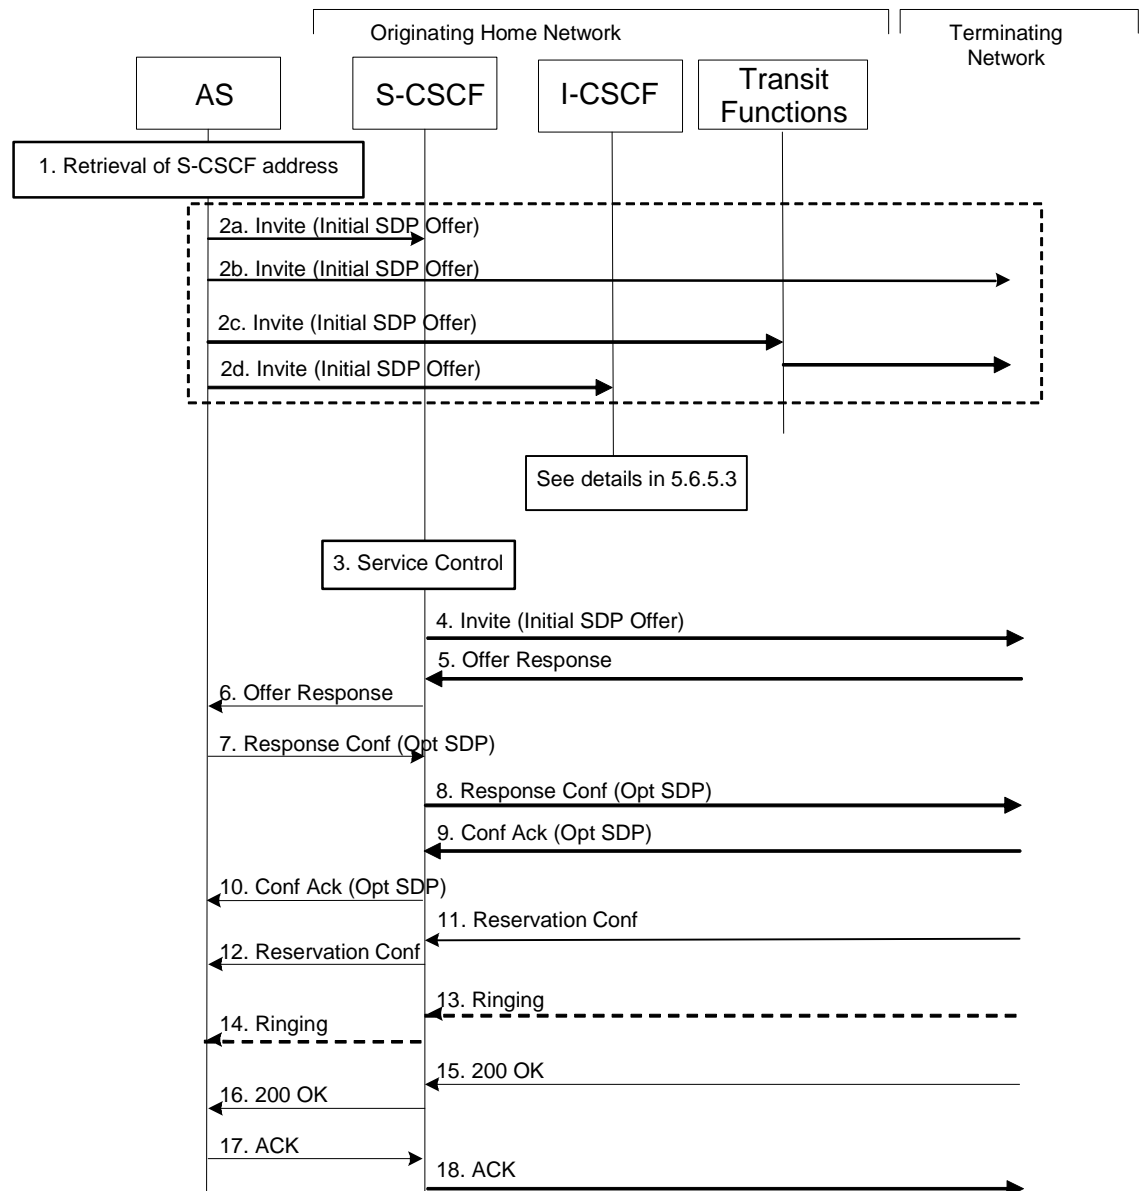 Originating Home Network
Terminating
Network
AS
S-CSCF
I-CSCF
Transit
Functions
1. Retrieval of S-CSCF address
2a. Invite (Initial SDP Offer)
2b. Invite (Initial SDP Offer)
2c. Invite (Initial SDP Offer)
2d. Invite (Initial SDP Offer)
See details in 5.6.5.3
3. Service Control
4. Invite (Initial SDP Offer)
5. Offer Response
6. Offer Response
7. Response Conf (Opt SDP)
8. Response Conf (Opt SDP)
9. Conf Ack (Opt SDP)
10. Conf Ack (Opt SDP)
11. Reservation Conf
12. Reservation Conf
13. Ringing
14. Ringing
15. 200 OK
16. 200 OK
17. ACK
18. ACK